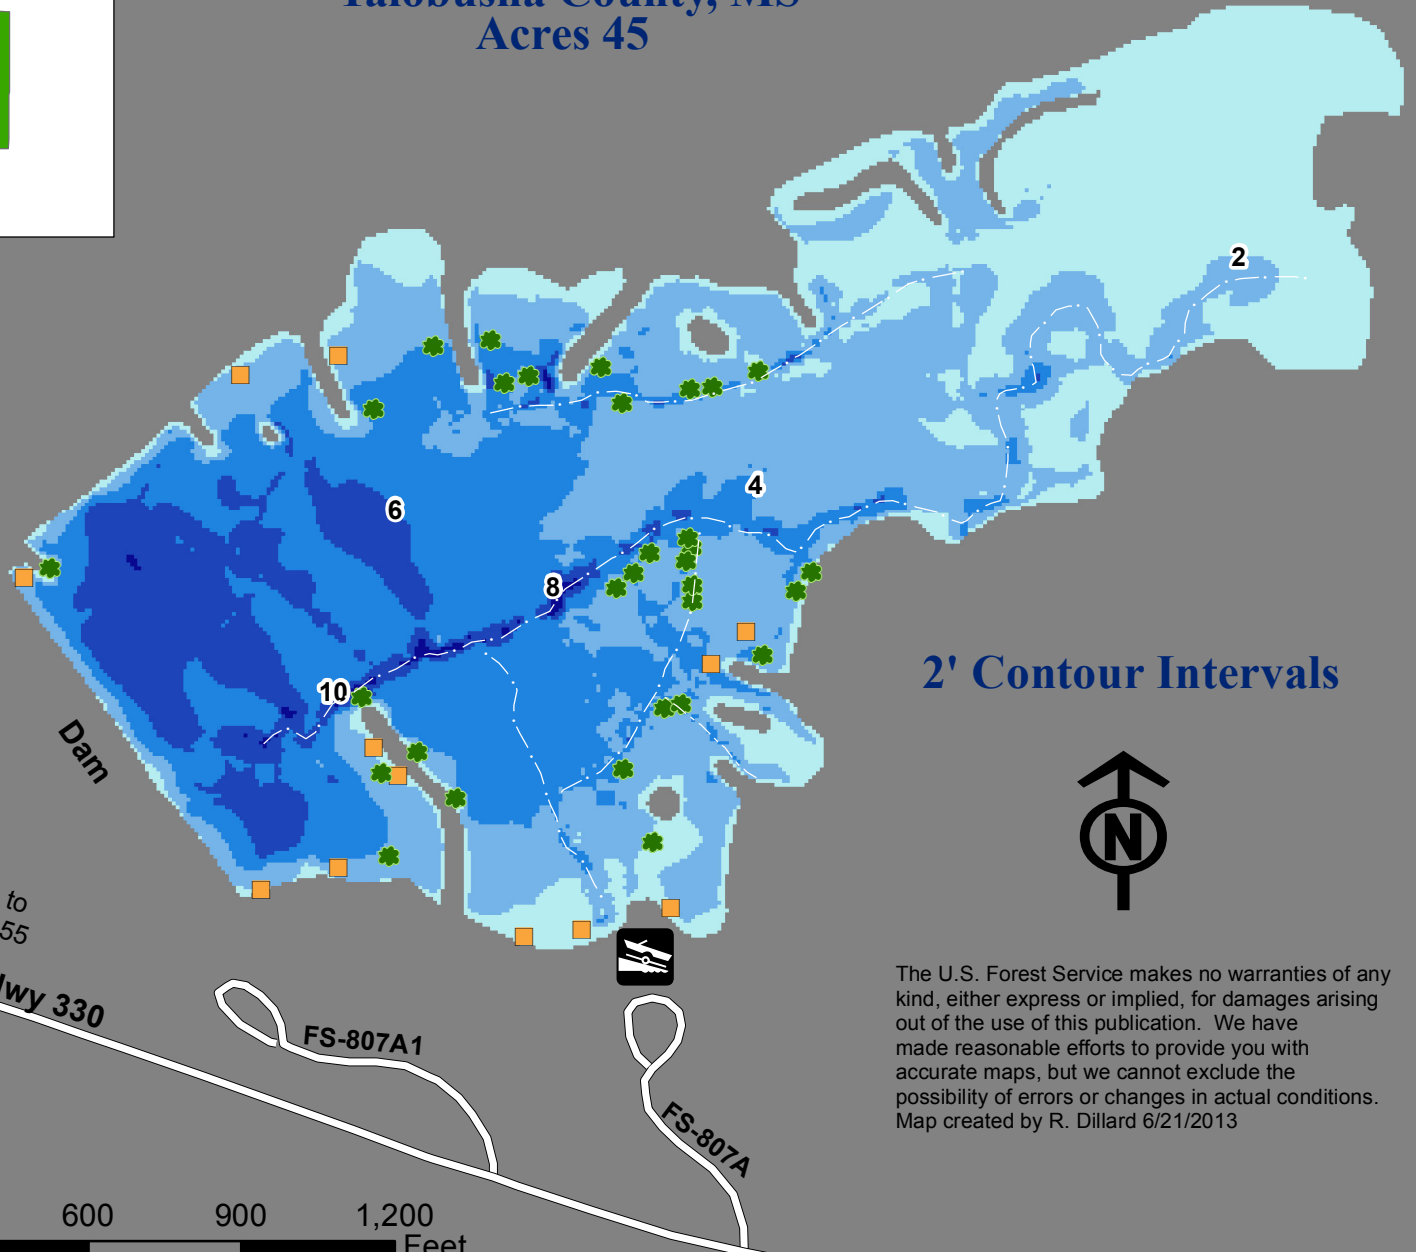 Yalobusha County, MS
Acres 45
2
6
4
8
10
2' Contour Intervals
Dam
N
to
55
Hwy 330
FS-807A1
FS-807A
The U.S. Forest Service makes no warranties of any
kind, either express or implied, for damages arising
out of the use of this publication. We have
made reasonable efforts to provide you with
accurate maps, but we cannot exclude the
possibility of errors or changes in actual conditions.
Map created by R. Dillard 6/21/2013
600 900 1,200
Feet